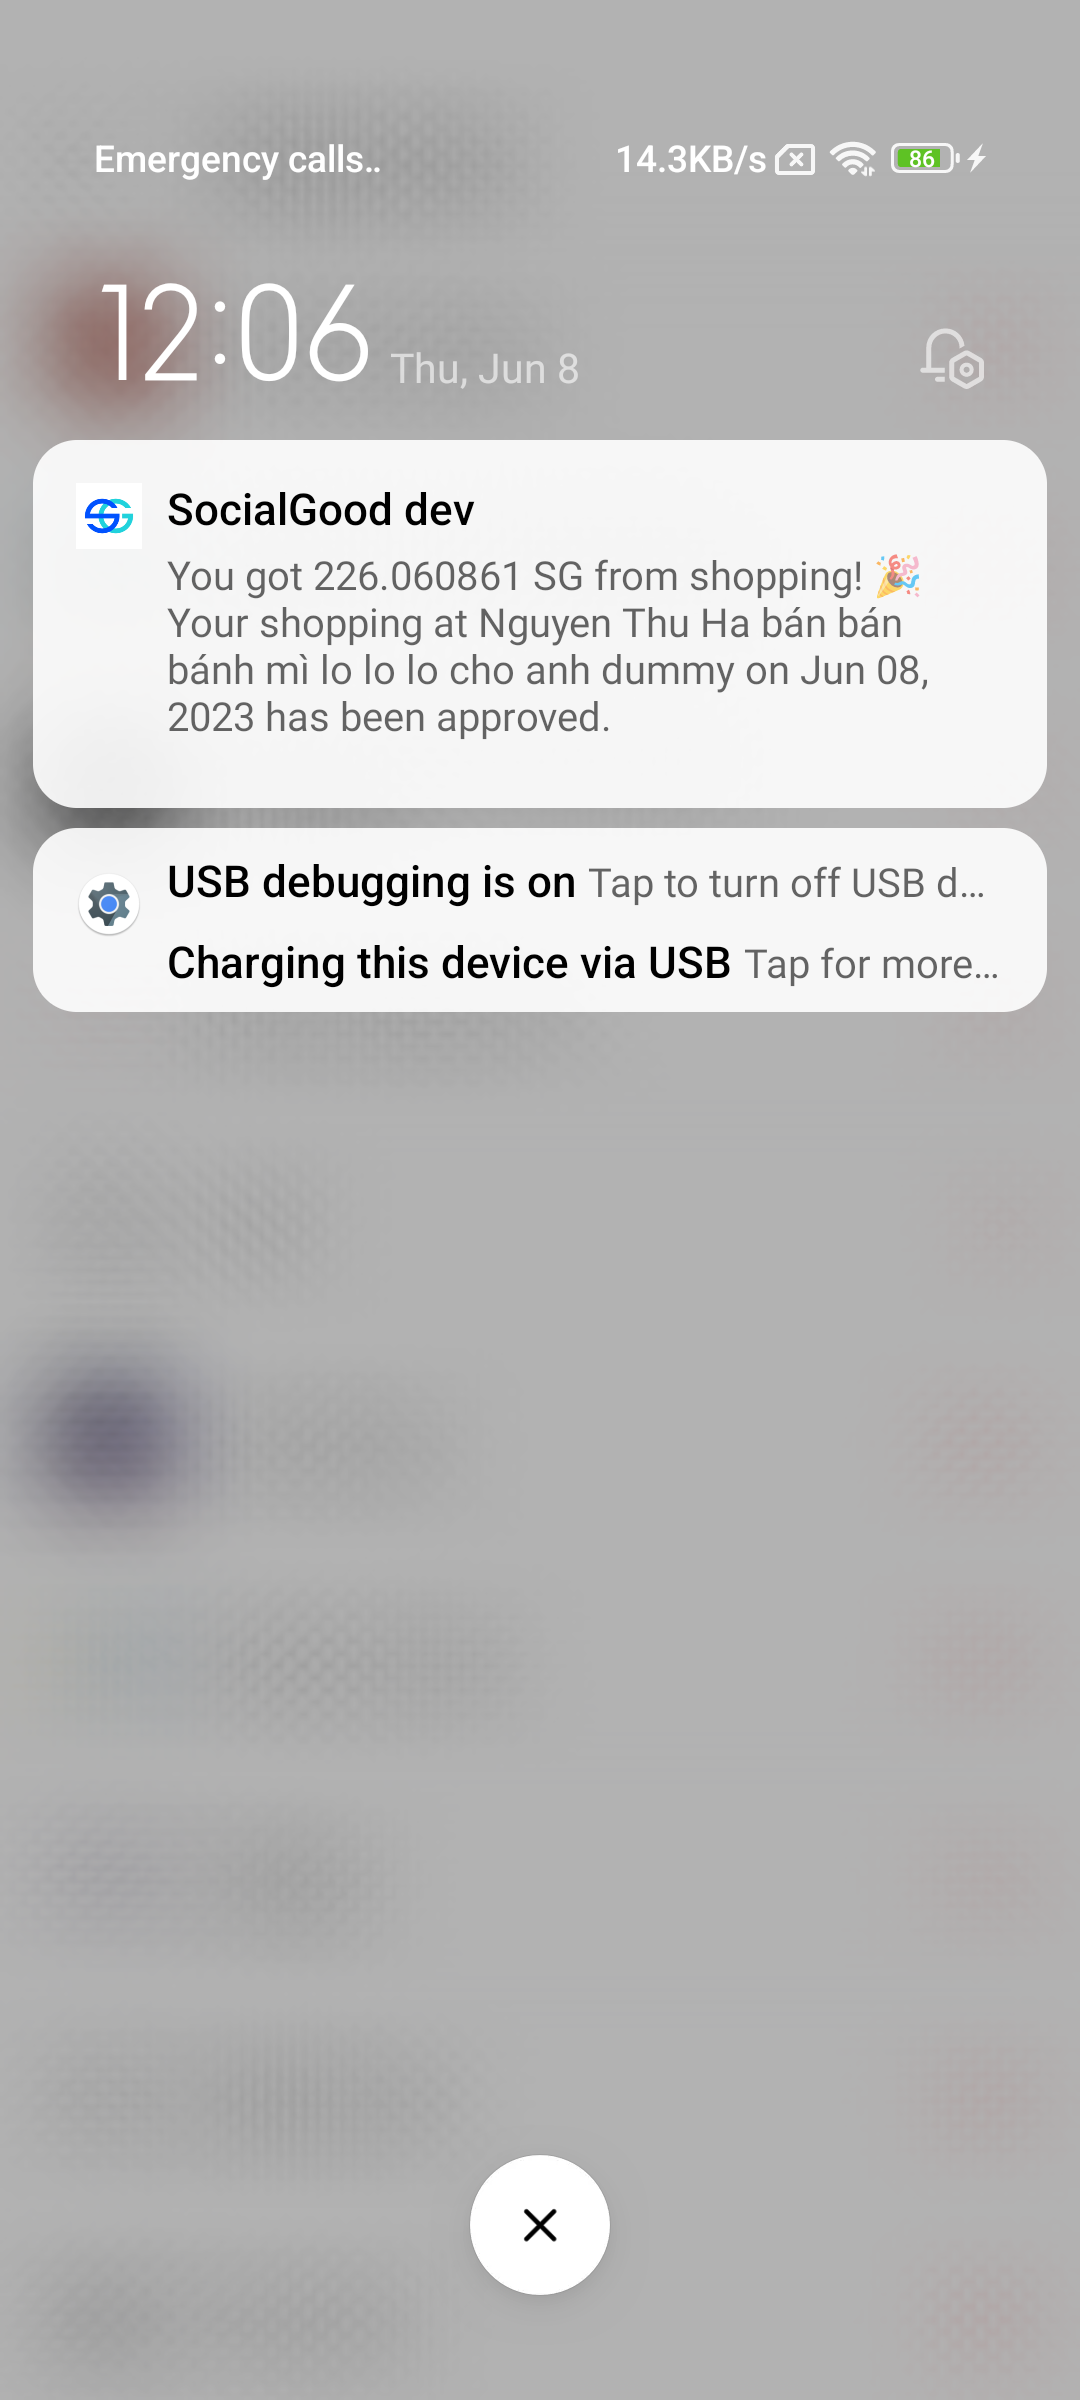 Emergency calls..
14.3KB/s
86
12:06 Thu, Jun 8
SocialGood dev
You got 226.060861 SG from shopping! 🎉
Your shopping at Nguyen Thu Ha bán bán
bánh mì lo lo lo cho anh dummy on Jun 08,
2023 has been approved.
USB debugging is on Tap to turn off USB d...
Charging this device via USB Tap for more...